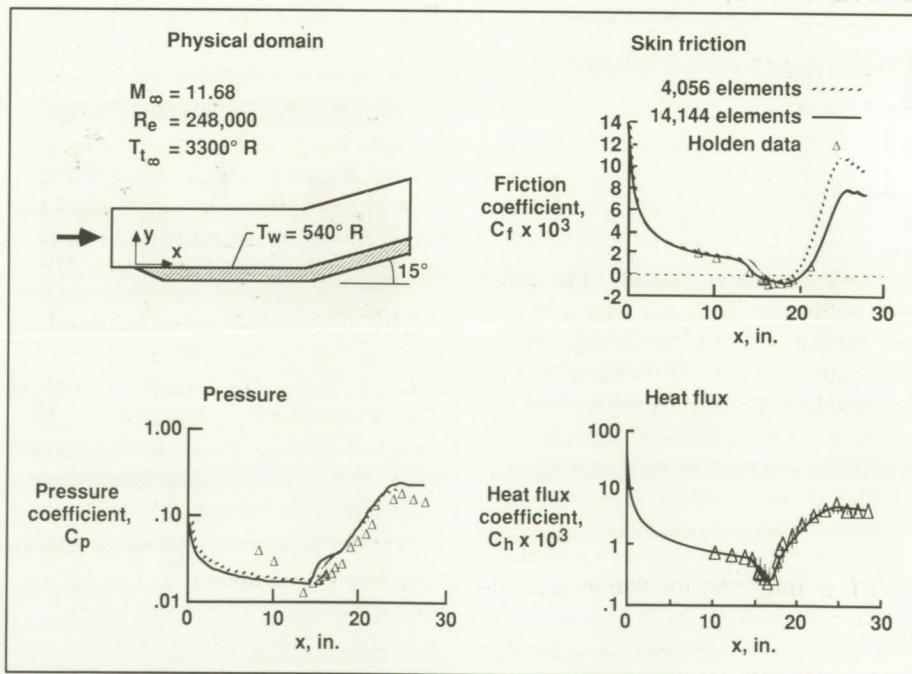 Physical domain
M∞ = 11.68
Re = 248,000
Tt∞ = 3300° R
y
x
Tw = 540° R
15°
Skin friction
4,056 elements
14,144 elements
Holden data
Friction
coefficient,
Cf x 10³
14
12
10
8
6
4
2
0
-2
0
10
20
30
x, in.
Pressure
Pressure
coefficient,
Cp
1.00
.10
.01
0
10
20
30
x, in.
Heat flux
Heat flux
coefficient,
Ch x 10³
100
10
1
.1
0
10
20
30
x, in.